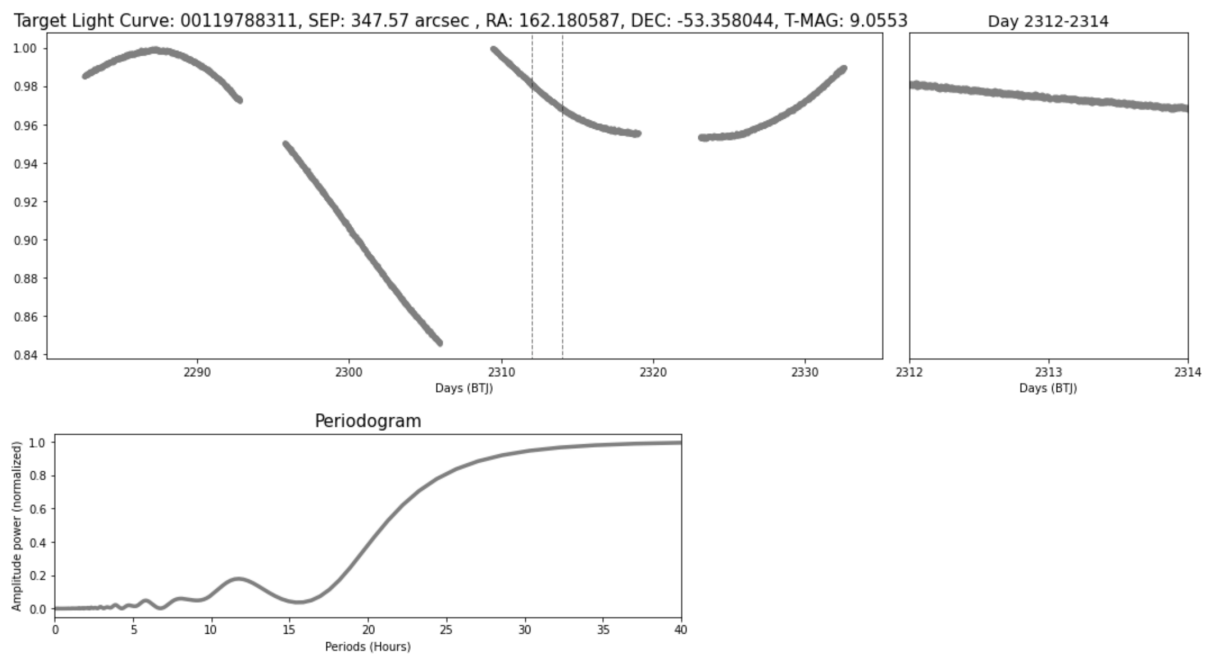 Target Light Curve: 00119788311, SEP: 347.57 arcsec , RA: 162.180587, DEC: -53.358044, T-MAG: 9.0553
Day 2312-2314
1.00
0.98
0.96
0.94
0.92
0.90
0.88
0.86
0.84
2290 2300 2310 2320 2330
Days (BTJ)
2312 2313 2314
Days (BTJ)
Periodogram
Amplitude power (normalized)
1.0
0.8
0.6
0.4
0.2
0.0
0 5 10 15 20 25 30 35 40
Periods (Hours)